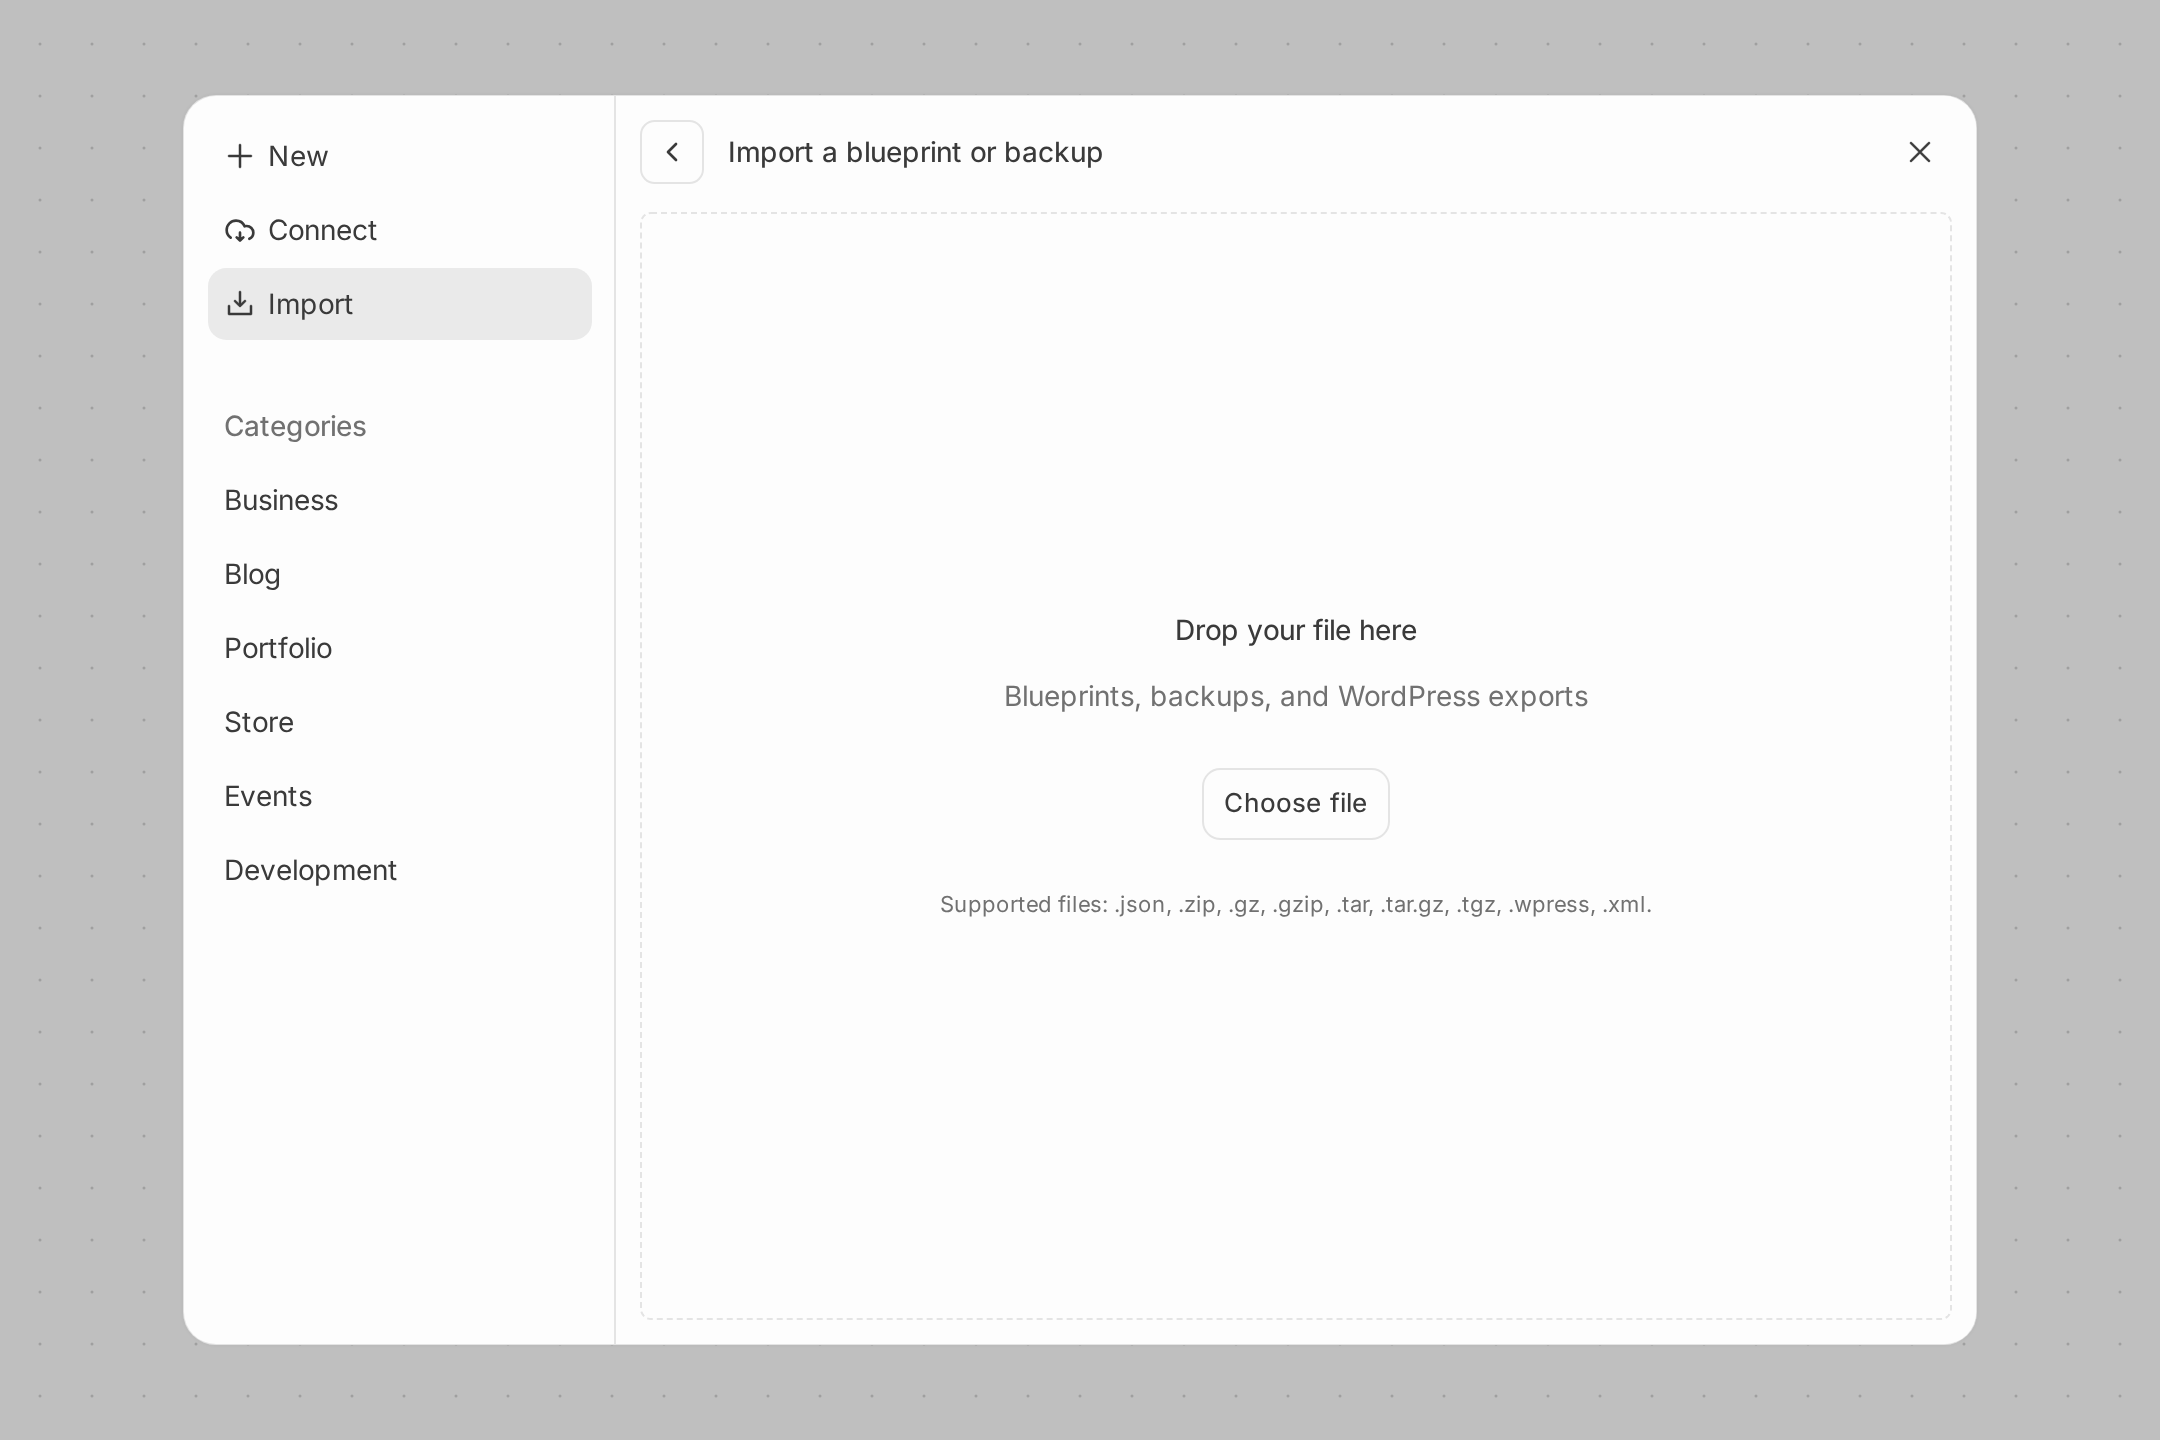 New
Connect
Import
Categories
Business
Blog
Portfolio
Store
Events
Development
Import a blueprint or backup
Drop your file here
Blueprints, backups, and WordPress exports
Choose file
Supported files: .json, .zip, .gz, .gzip, .tar, .tar.gz, .tgz, .wpress, .xml.